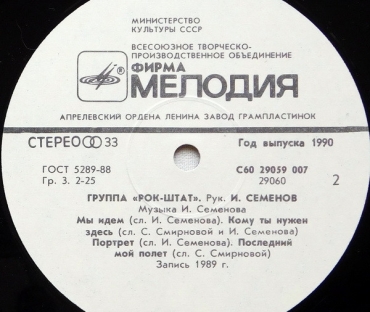 МИНИСТЕРСТВО
КУЛЬТУРЫ СССР
ВСЕСОЮЗНОЕ ТВОРЧЕСКО-
ПРОИЗВОДСТВЕННОЕ ОБЪЕДИНЕНИЕ
ФИРМА
МЕЛОДИЯ
АПРЕЛЕВСКИЙ ОРДЕНА ЛЕНИНА ЗАВОД ГРАМПЛАСТИНОК
СТЕРЕО 33
Год выпуска 1990
ГОСТ 5289-88
С60 29059 007
Гр. 3. 2-25
29060
2
ГРУППА «РОК-ШТАТ». Рук. И. СЕМЕНОВ
Музыка И. Семенова
Мы идем (сл. И. Семенова). Кому ты нужен
здесь (сл. С. Смирновой и И. Семенова)
Портрет (сл. И. Семенова). Последний
мой полет (сл. С. Смирновой)
Запись 1989 г.